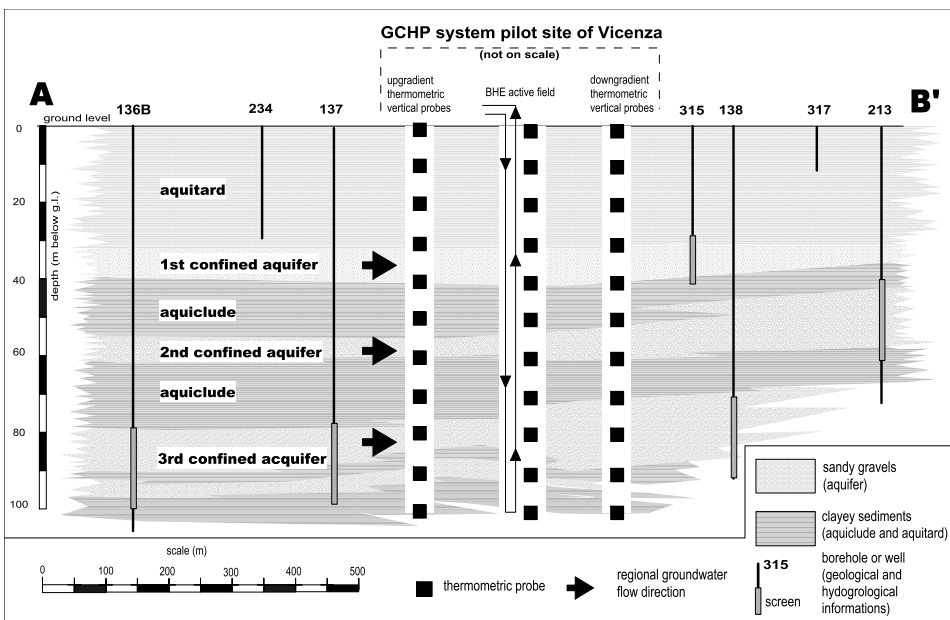 GCHP system pilot site of Vicenza
(not on scale)
A
B'
upgradient
thermometric
vertical probes
BHE active field
downgradient
thermometric
vertical probes
136B
234
137
315
138
317
213
ground level
depth (m below g.l.)
0
20
40
60
80
100
aquitard
1st confined aquifer
aquiclude
2nd confined aquifer
aquiclude
3rd confined acquifer
sandy gravels
(aquifer)
clayey sediments
(aquiclude and aquitard)
315
screen
borehole or well
(geological and
hydogrological
informations)
scale (m)
0 100 200 300 400 500
thermometric probe
regional groundwater
flow direction